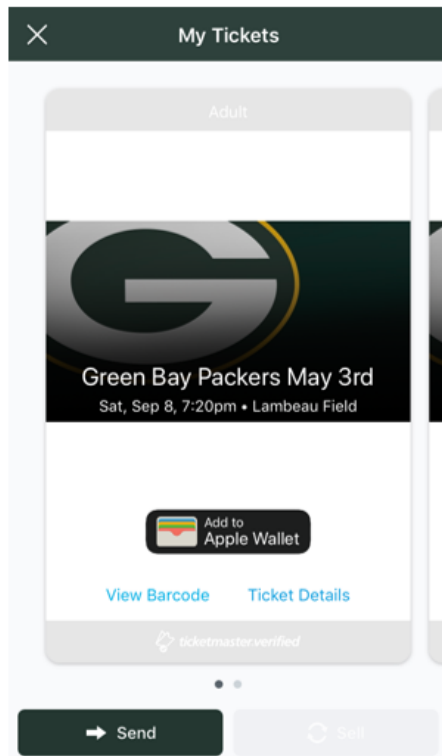 My Tickets
Adult
G
Green Bay Packers May 3rd
Sat, Sep 8, 7:20pm • Lambeau Field
Add to
Apple Wallet
View Barcode Ticket Details
ticketmaster.verified
Send Sell